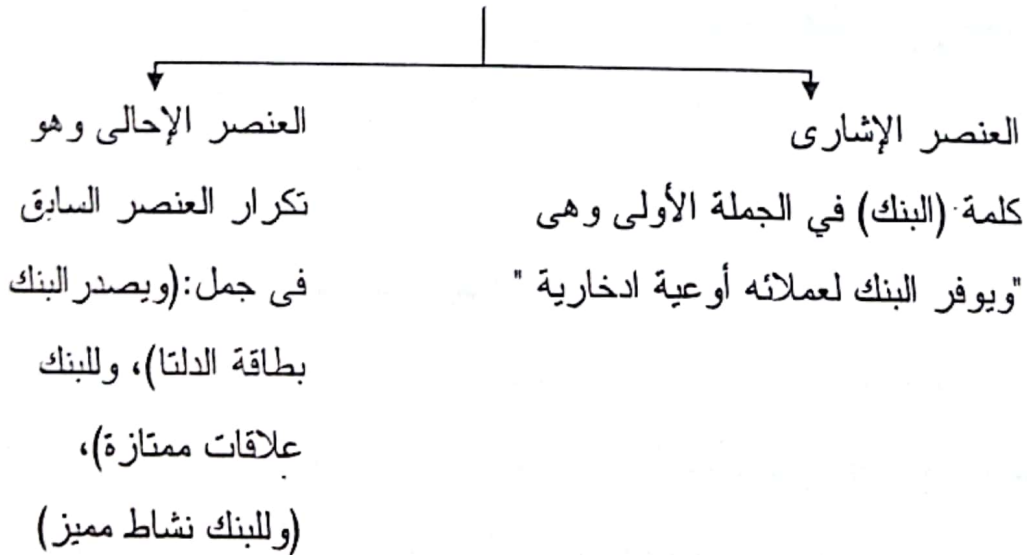 العنصر الإشارى
كلمة (البنك) في الجملة الأولى وهى
"ويوفر البنك لعملائه أوعية ادخارية "
العنصر الإحالى وهو
تكرار العنصر السابق
فى جمل:(ويصدر البنك
بطاقة الدلتا)، وللبنك
علاقات ممتازة)،
(وللبنك نشاط مميز)